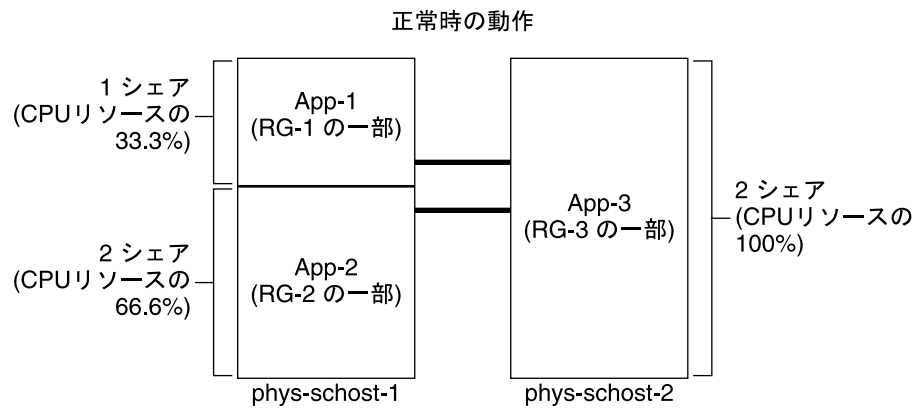 正常時の動作
1 シェア
(CPUリソースの
33.3%)
App-1
(RG-1 の一部)
2 シェア
(CPUリソースの
66.6%)
App-2
(RG-2 の一部)
App-3
(RG-3 の一部)
2 シェア
(CPUリソースの
100%)
phys-schost-1
phys-schost-2